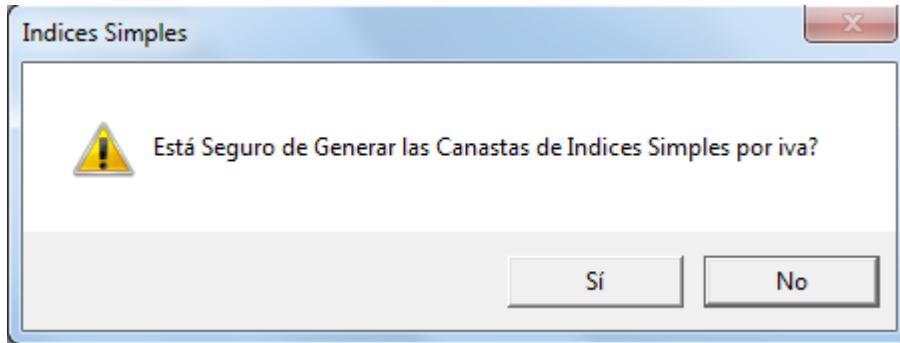 Indices Simples
Está Seguro de Generar las Canastas de Indices Simples por iva?
Sí
No